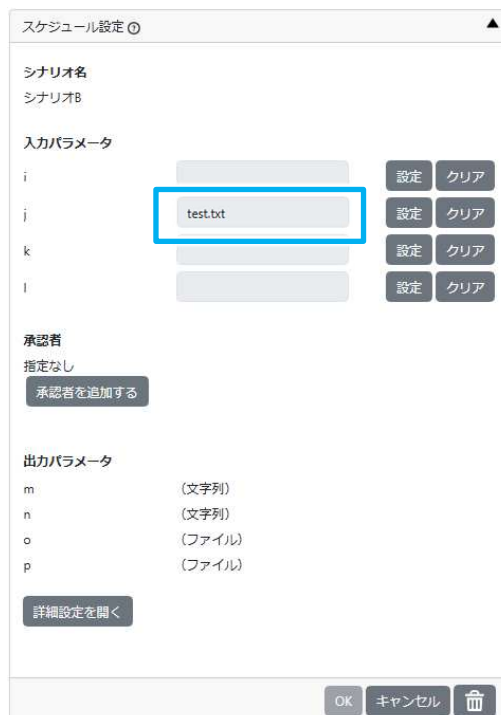 スケジュール設定
シナリオ名
シナリオB
入力パラメータ
i 設定 クリア
j test.txt 設定 クリア
k 設定 クリア
l 設定 クリア
承認者
指定なし
承認者を追加する
出力パラメータ
m (文字列)
n (文字列)
o (ファイル)
p (ファイル)
詳細設定を開く
OK キャンセル